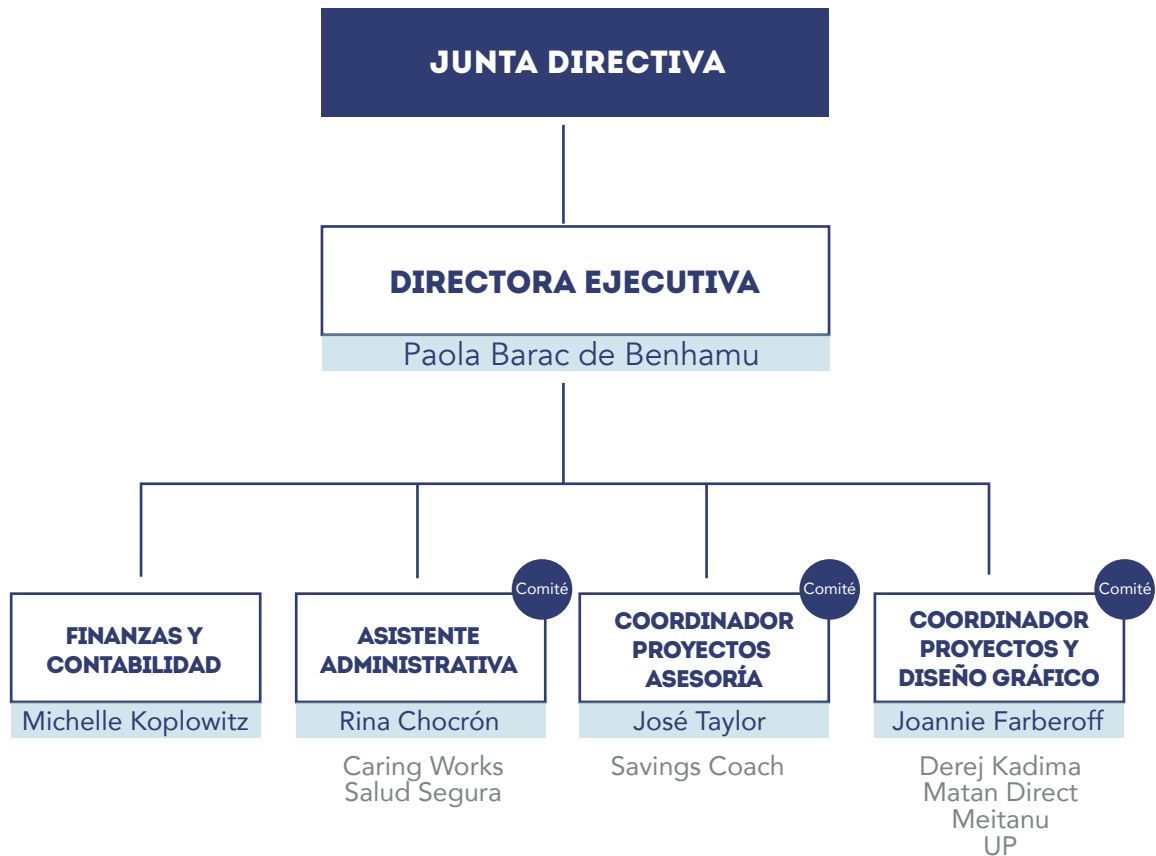 JUNTA DIRECTIVA
DIRECTORA EJECUTIVA
Paola Barac de Benhamu
FINANZAS Y
CONTABILIDAD
Michelle Koplowitz
Comité
ASISTENTE
ADMINISTRATIVA
Rina Chocrón
Caring Works
Salud Segura
Comité
COORDINADOR
PROYECTOS
ASESORÍA
José Taylor
Savings Coach
Comité
COORDINADOR
PROYECTOS Y
DISEÑO GRÁFICO
Joannie Farberoff
Derej Kadima
Matan Direct
Meitanu
UP